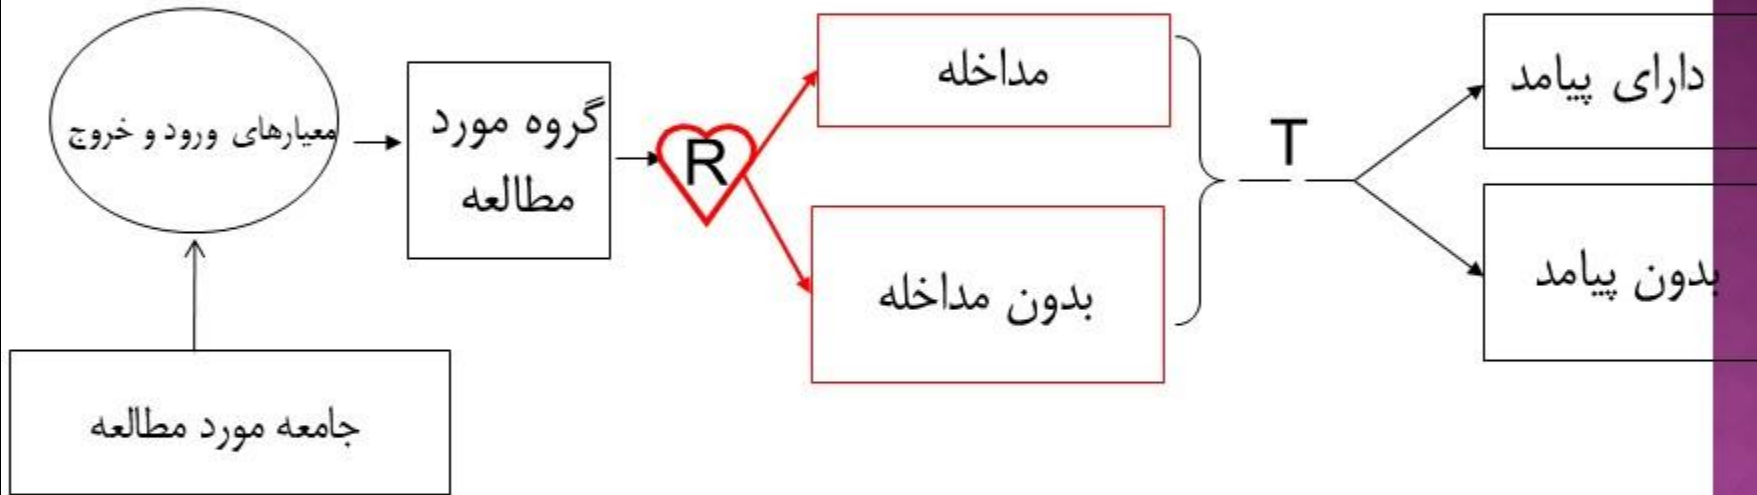 معیارهای ورود و خروج
گروه مورد
مطالعه
R
مداخله
بدون مداخله
T
دارای پیامد
بدون پیامد
جامعه مورد مطالعه